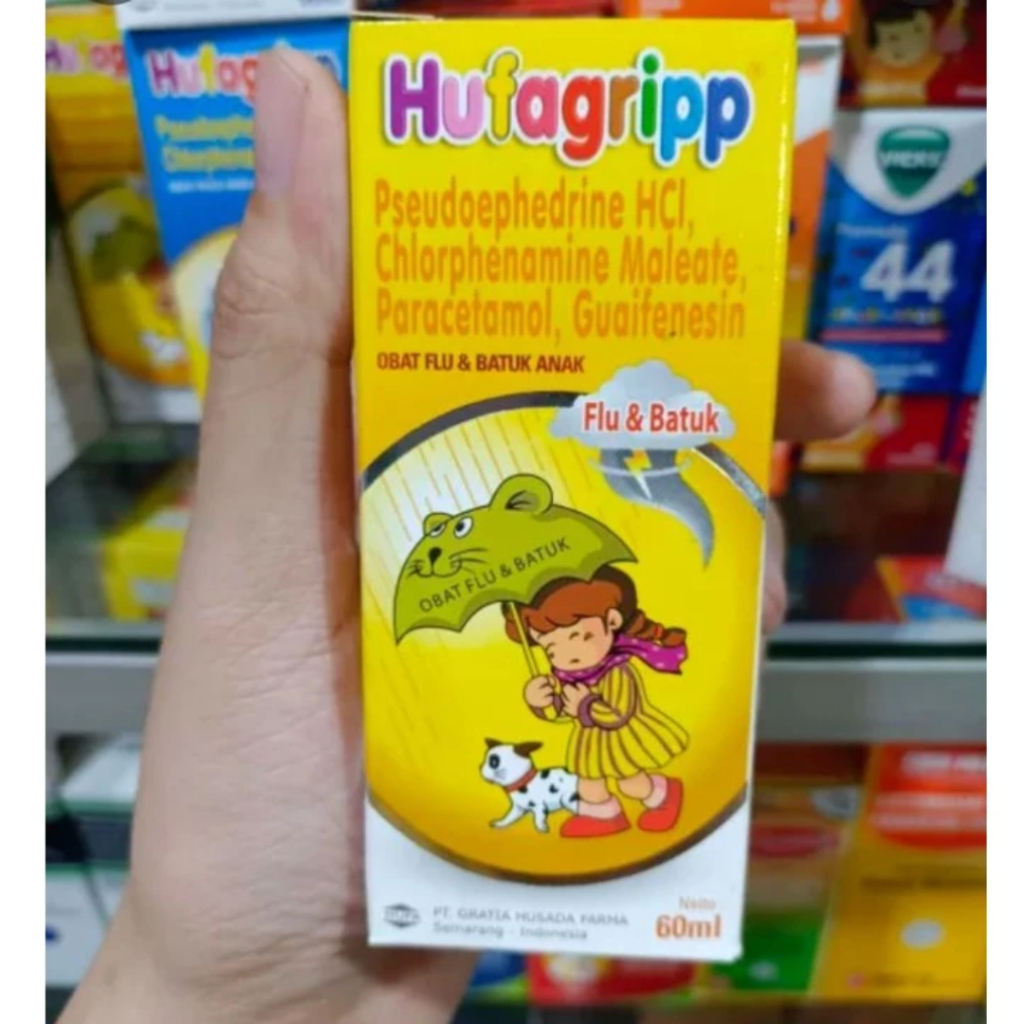 Hufagripp
Pseudoephedrine HCl,
Chlorphenamine Maleate,
Paracetamol, Guaifenesin
OBAT FLU & BATUK ANAK
Flu & Batuk
OBAT FLU & BATUK
PT. GRATIA HUSADA FARMA
Semarang - Indonesia
Netto
60ml
44